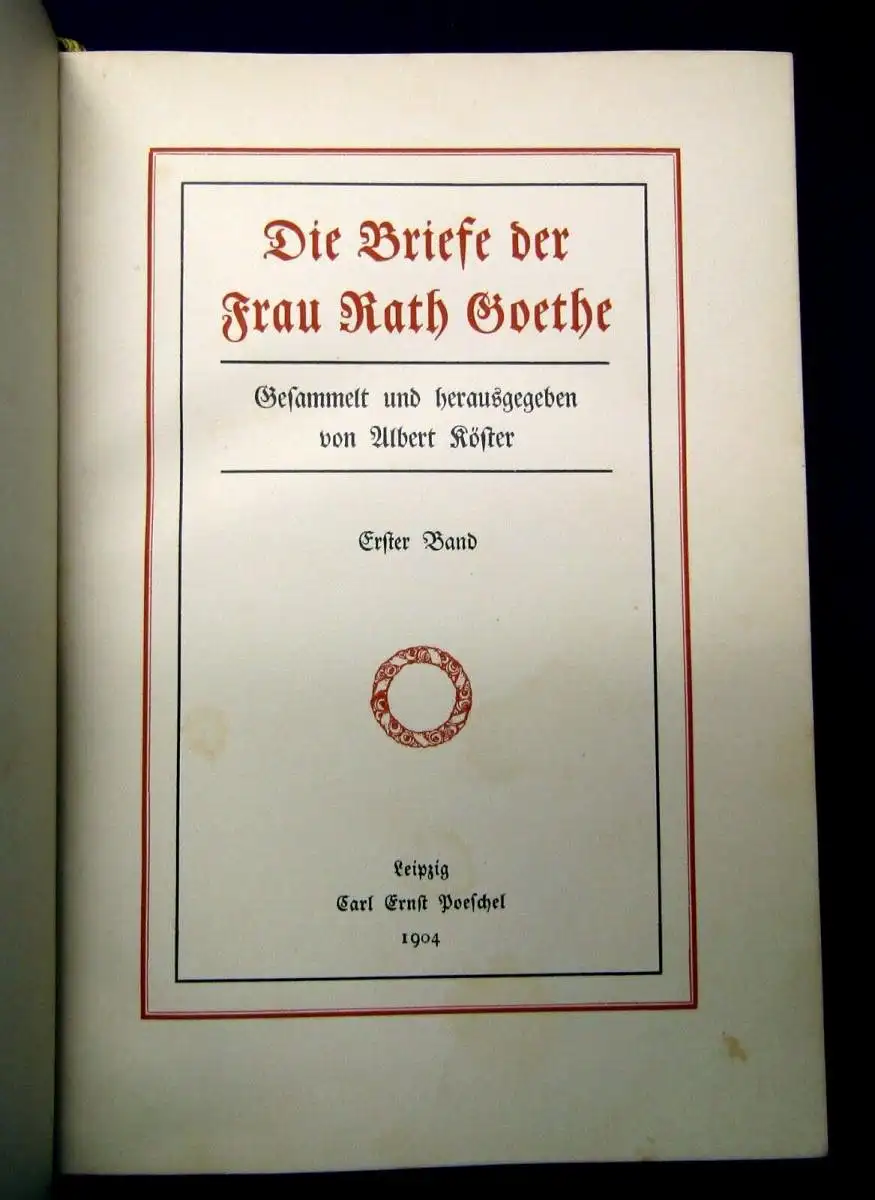 Die Briefe der
Frau Rath Goethe
Geſammelt und herausgegeben
von Albert Köſter
Erſter Band
Leipzig
Carl Ernſt Poeſchel
1904